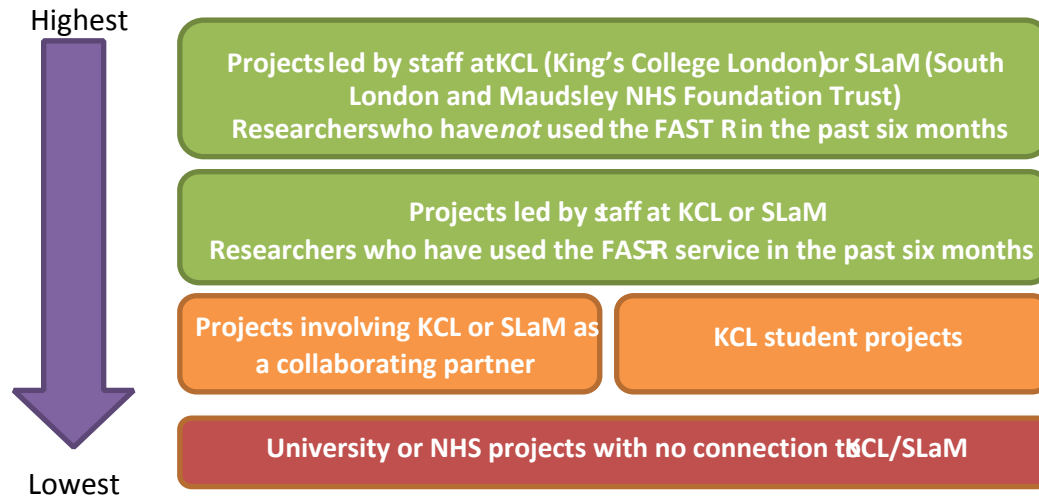 Highest
Projects led by staff at KCL (King's College London) or SLaM (South
London and Maudsley NHS Foundation Trust)
Researchers who have not used the FAST R in the past six months
Projects led by staff at KCL or SLaM
Researchers who have used the FAST-R service in the past six months
Projects involving KCL or SLaM as
a collaborating partner
KCL student projects
University or NHS projects with no connection to KCL/SLaM
Lowest